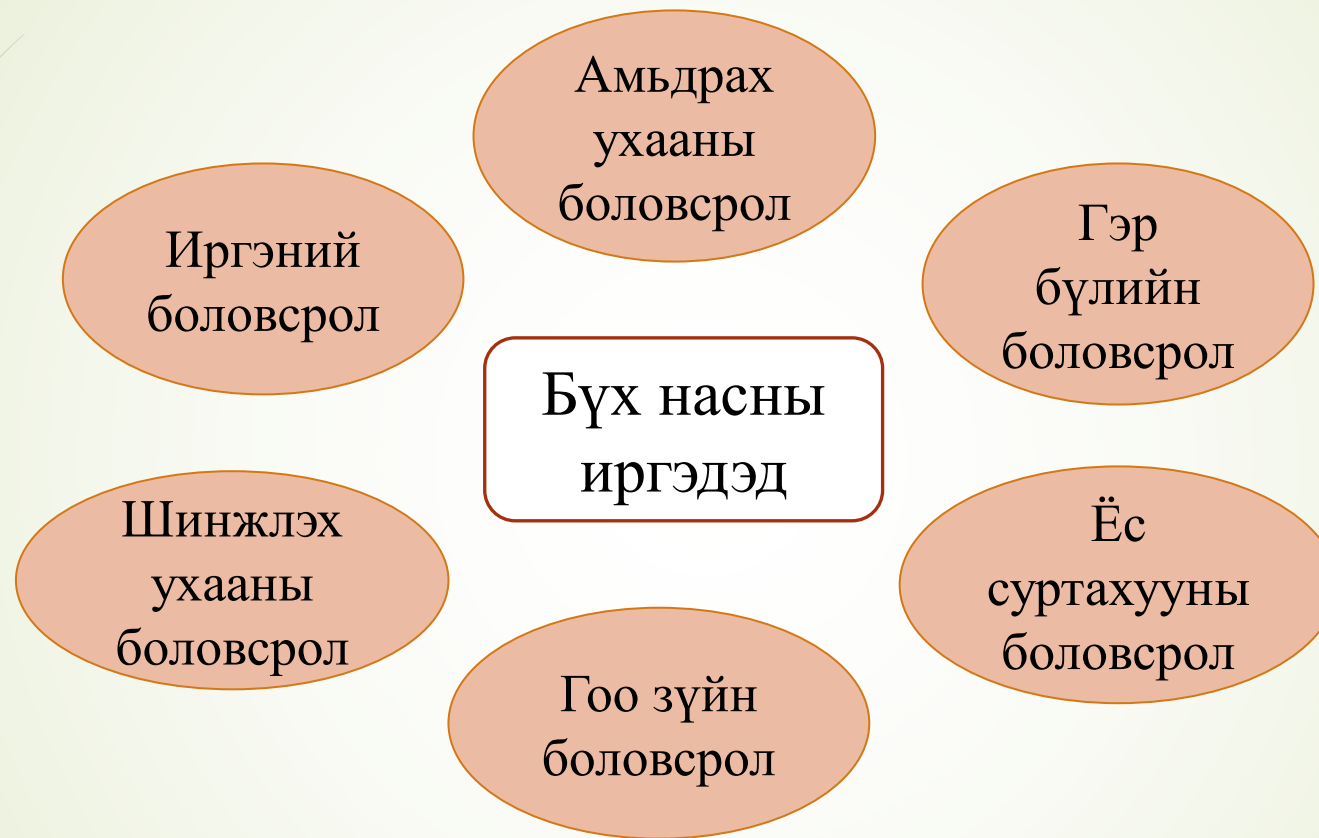 Амьдрах
ухааны
боловсрол
Иргэний
боловсрол
Гэр
бүлийн
боловсрол
Бүх насны
иргэдэд
Шинжлэх
ухааны
боловсрол
Ёс
суртахууны
боловсрол
Гоо зүйн
боловсрол